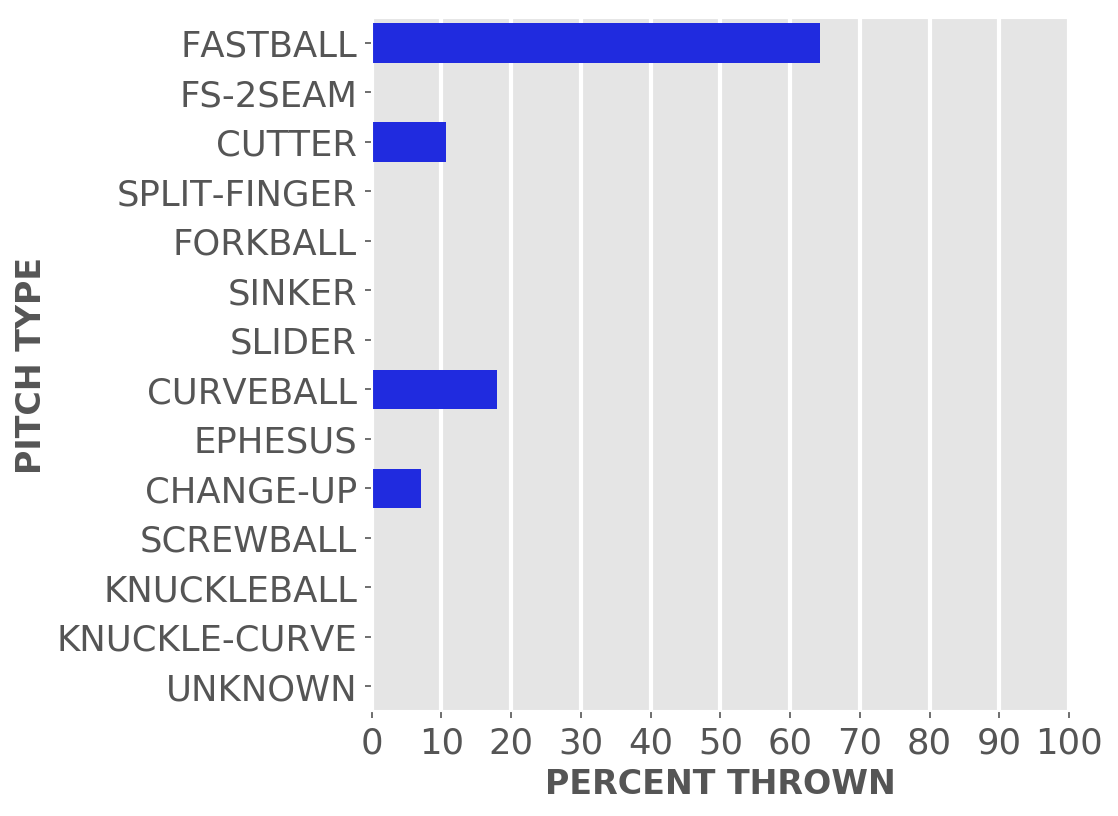 FASTBALL
FS-2SEAM
CUTTER
SPLIT-FINGER
FORKBALL
SINKER
SLIDER
CURVEBALL
EPHESUS
CHANGE-UP
SCREWBALL
KNUCKLEBALL
KNUCKLE-CURVE
UNKNOWN
PITCH TYPE
0 10 20 30 40 50 60 70 80 90 100
PERCENT THROWN